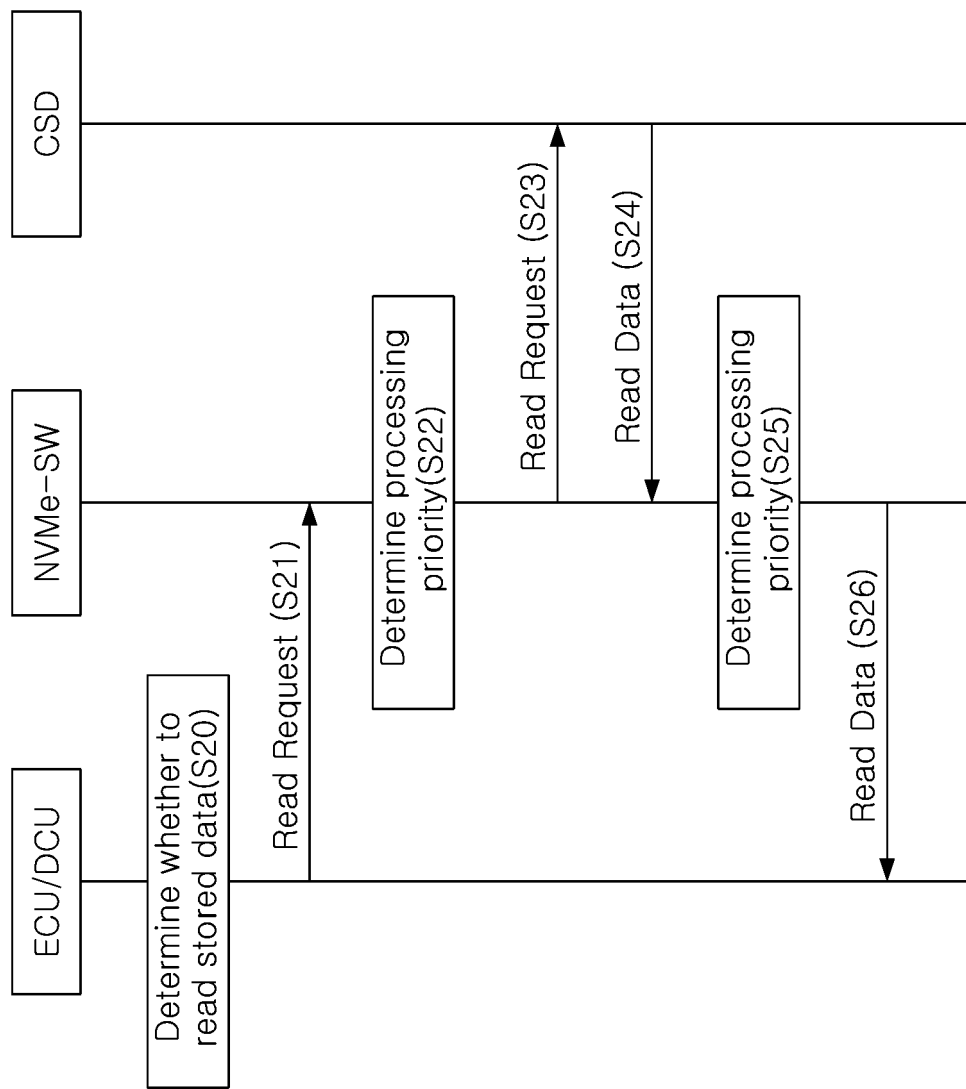 ECU/DCU
NVMe-SW
CSD
Determine whether to
read stored data(S20)
Read Request (S21)
Determine processing
priority(S22)
Read Request (S23)
Read Data (S24)
Determine processing
priority(S25)
Read Data (S26)